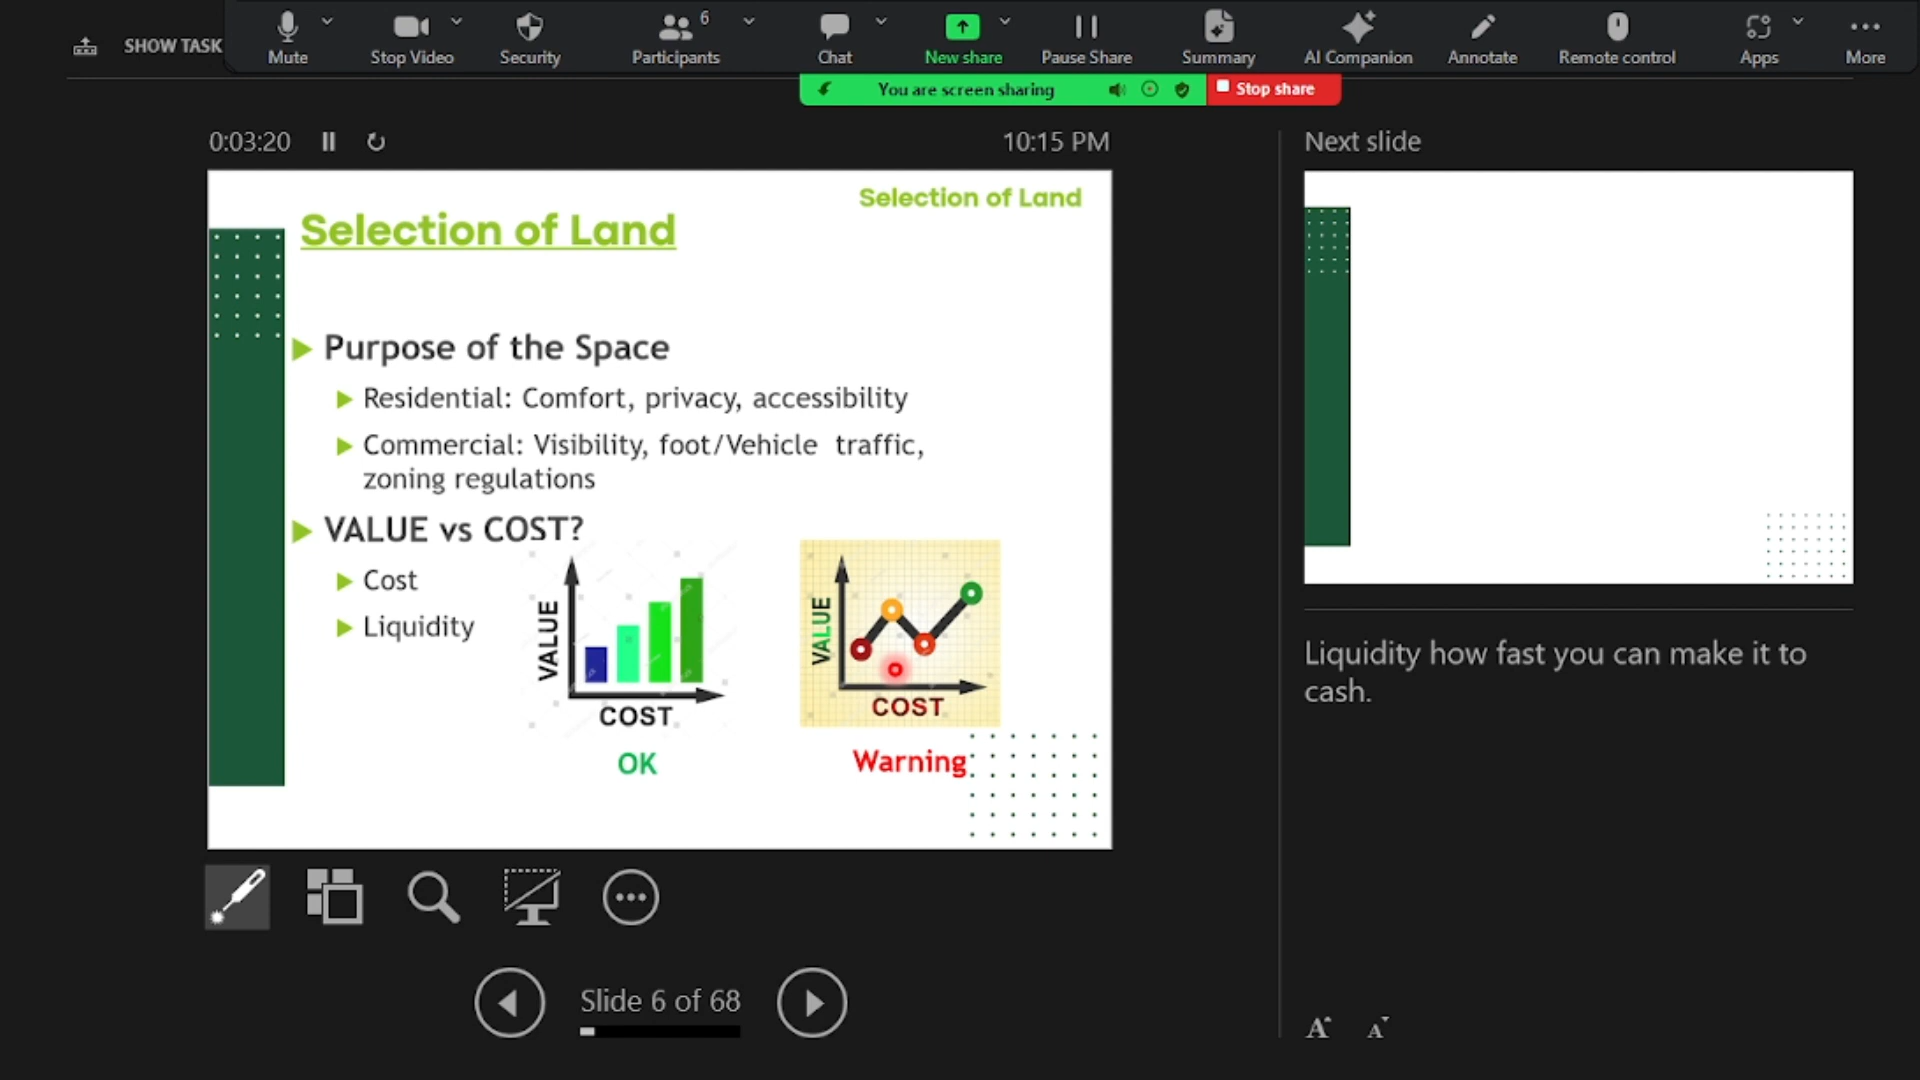 SHOW TASK
Mute
Stop Video
Security
6
Participants
Chat
New share
Pause Share
Summary
AI Companion
Annotate
Remote control
Apps
More
You are screen sharing
Stop share
0:03:20
10:15 PM
Next slide
Selection of Land
Selection of Land
Purpose of the Space
Residential: Comfort, privacy, accessibility
Commercial: Visibility, foot/Vehicle traffic,
zoning regulations
VALUE vs COST?
Cost
Liquidity
VALUE
COST
OK
VALUE
COST
Warning
Liquidity how fast you can make it to
cash.
Slide 6 of 68
A A